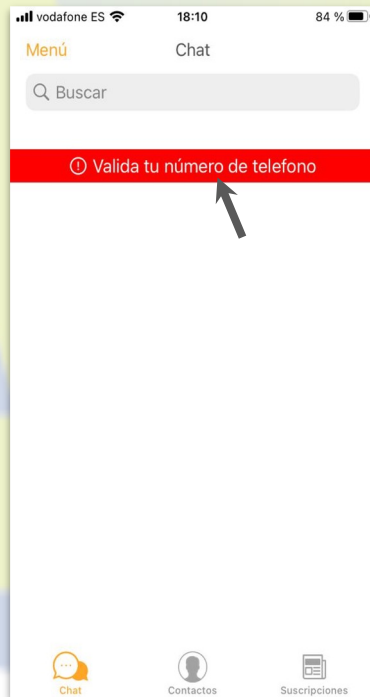 vodafone ES 18:10 84 %
Menú Chat
Buscar
Valida tu número de telefono
Chat Contactos Suscripciones